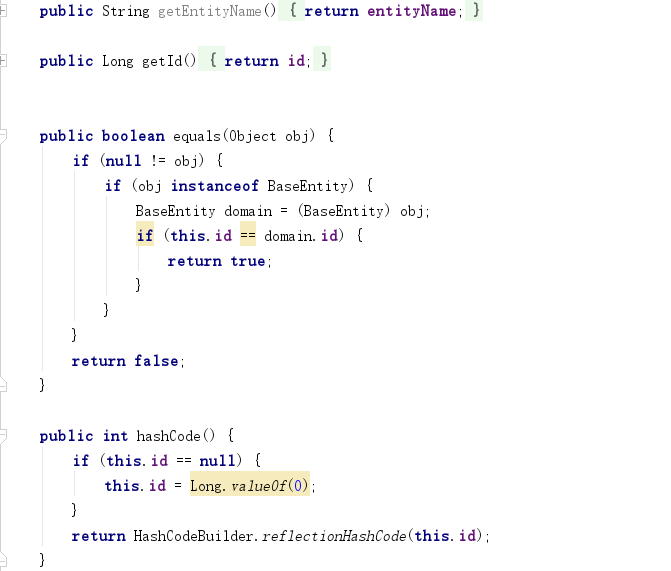 public String getEntityName() { return entityName; }
public Long getId() { return id; }
public boolean equals(Object obj) {
if (null != obj) {
if (obj instanceof BaseEntity) {
BaseEntity domain = (BaseEntity) obj;
if (this.id == domain.id) {
return true;
}
}
}
return false;
}
public int hashCode() {
if (this.id == null) {
this.id = Long.valueOf(0);
}
return HashCodeBuilder.reflectionHashCode(this.id);
}